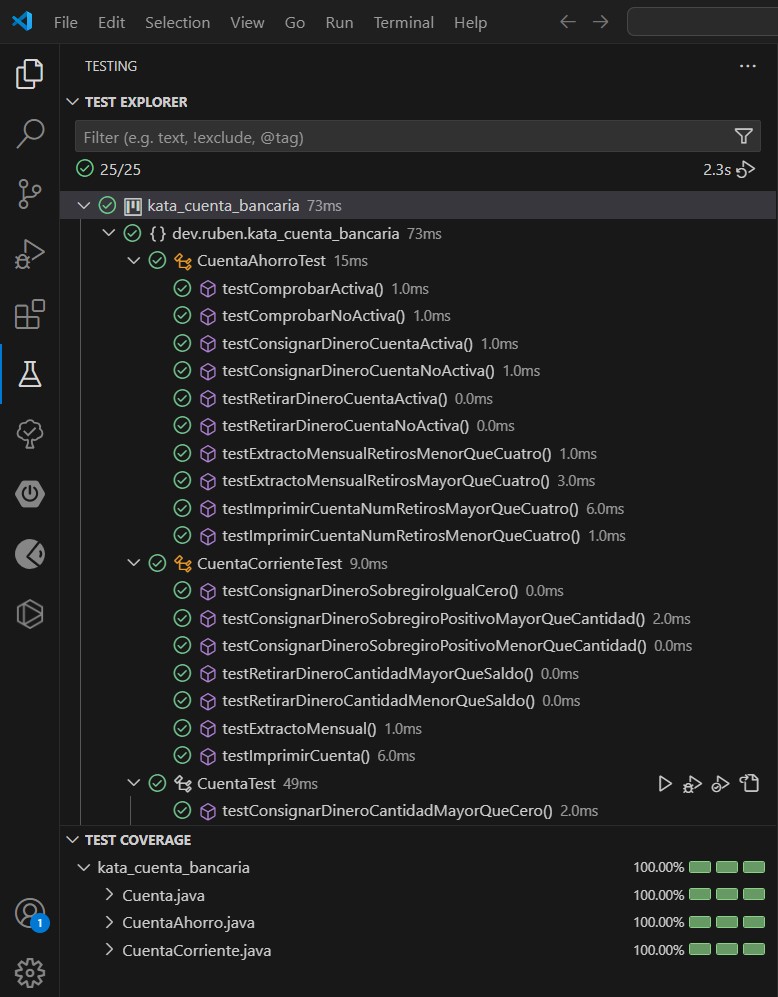 File Edit Selection View Go Run Terminal Help
TESTING
TEST EXPLORER
Filter (e.g. text, !exclude, @tag)
25/25 2.3s
kata_cuenta_bancaria 73ms
{} dev.ruben.kata_cuenta_bancaria 73ms
CuentaAhorroTest 15ms
testComprobarActiva() 1.0ms
testComprobarNoActiva() 1.0ms
testConsignarDineroCuentaActiva() 1.0ms
testConsignarDineroCuentaNoActiva() 1.0ms
testRetirarDineroCuentaActiva() 0.0ms
testRetirarDineroCuentaNoActiva() 0.0ms
testExtractoMensualRetirosMenorQueCuatro() 1.0ms
testExtractoMensualRetirosMayorQueCuatro() 3.0ms
testImprimirCuentaNumRetirosMayorQueCuatro() 6.0ms
testImprimirCuentaNumRetirosMenorQueCuatro() 1.0ms
CuentaCorrienteTest 9.0ms
testConsignarDineroSobregiroIgualCero() 0.0ms
testConsignarDineroSobregiroPositivoMayorQueCantidad() 2.0ms
testConsignarDineroSobregiroPositivoMenorQueCantidad() 0.0ms
testRetirarDineroCantidadMayorQueSaldo() 0.0ms
testRetirarDineroCantidadMenorQueSaldo() 0.0ms
testExtractoMensual() 1.0ms
testImprimirCuenta() 6.0ms
CuentaTest 49ms
testConsignarDineroCantidadMayorQueCero() 2.0ms
TEST COVERAGE
kata_cuenta_bancaria 100.00%
Cuenta.java 100.00%
CuentaAhorro.java 100.00%
CuentaCorriente.java 100.00%
1